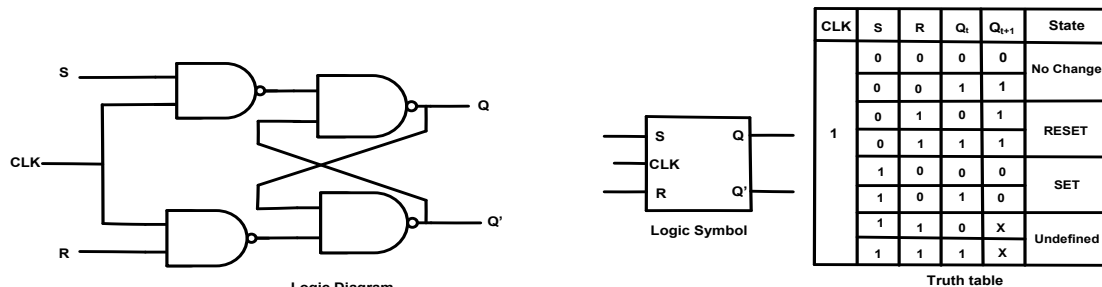 S
Q
CLK
Q'
R
Logic Diagram
S Q
CLK
R Q'
Logic Symbol
CLK S R Qt Qt+1 State
1
0 0 0 0 No Change
0 0 1 1
0 1 0 1 RESET
0 1 1 1
1 0 0 0 SET
1 0 1 0
1 1 0 X Undefined
1 1 1 X
Truth table